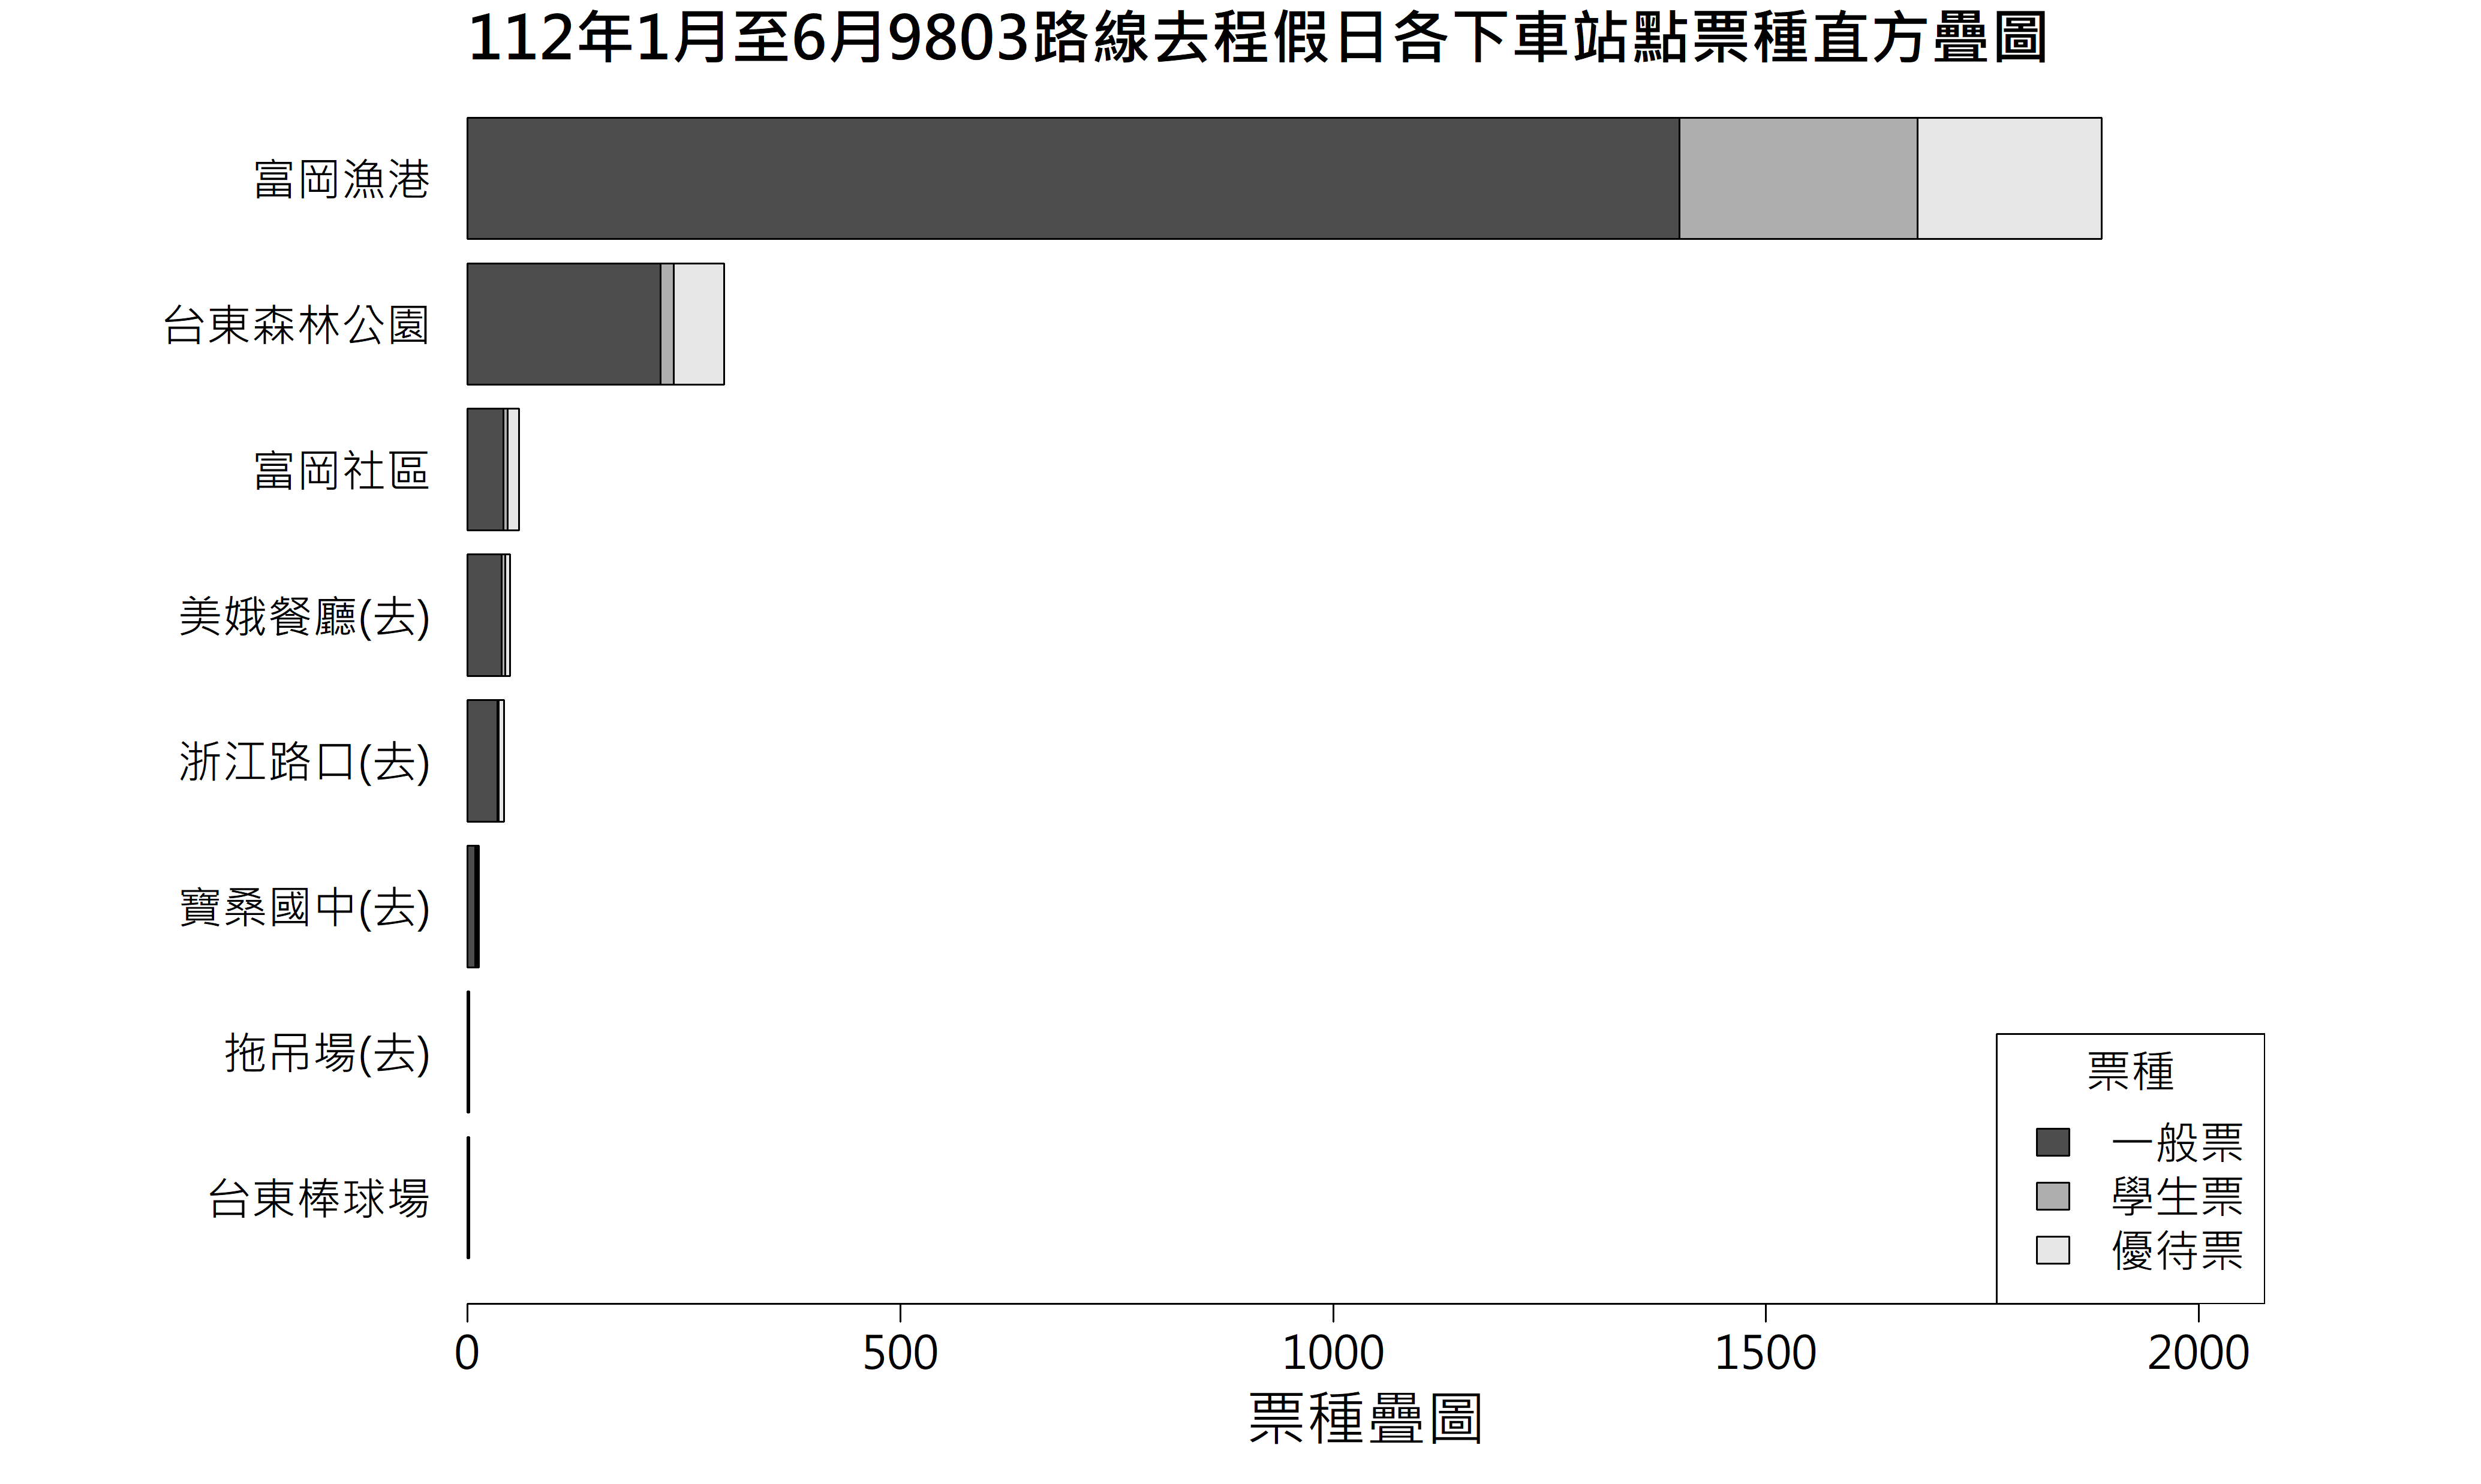 112年1月至6月9803路線去程假日各下車站點票種直方疊圖
富岡漁港
台東森林公園
富岡社區
美娥餐廳(去)
浙江路口(去)
寶桑國中(去)
拖吊場(去)
台東棒球場
票種
一般票
學生票
優待票
0 500 1000 1500 2000
票種疊圖